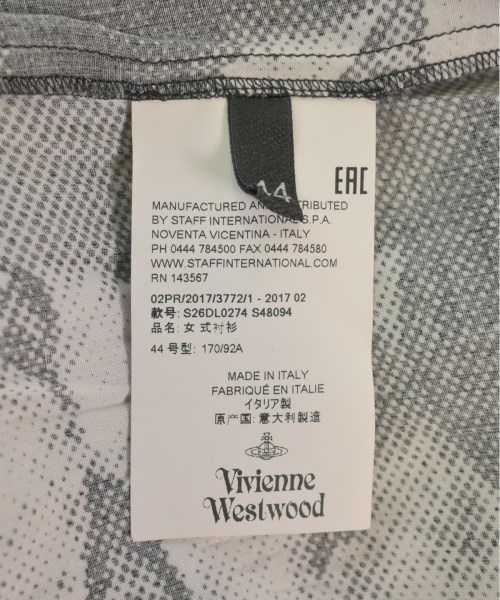 44
EAC
MANUFACTURED AND DISTRIBUTED
BY STAFF INTERNATIONAL S.P.A.
NOVENTA VICENTINA - ITALY
PH 0444 784500 FAX 0444 784580
WWW.STAFFINTERNATIONAL.COM
RN 143567
02PR/2017/3772/1 - 2017 02
款号: S26DL0274 S48094
品名: 女 式衬衫
44 号型: 170/92A
MADE IN ITALY
FABRIQUÉ EN ITALIE
イタリア製
原产国: 意大利製造
Vivienne
Westwood